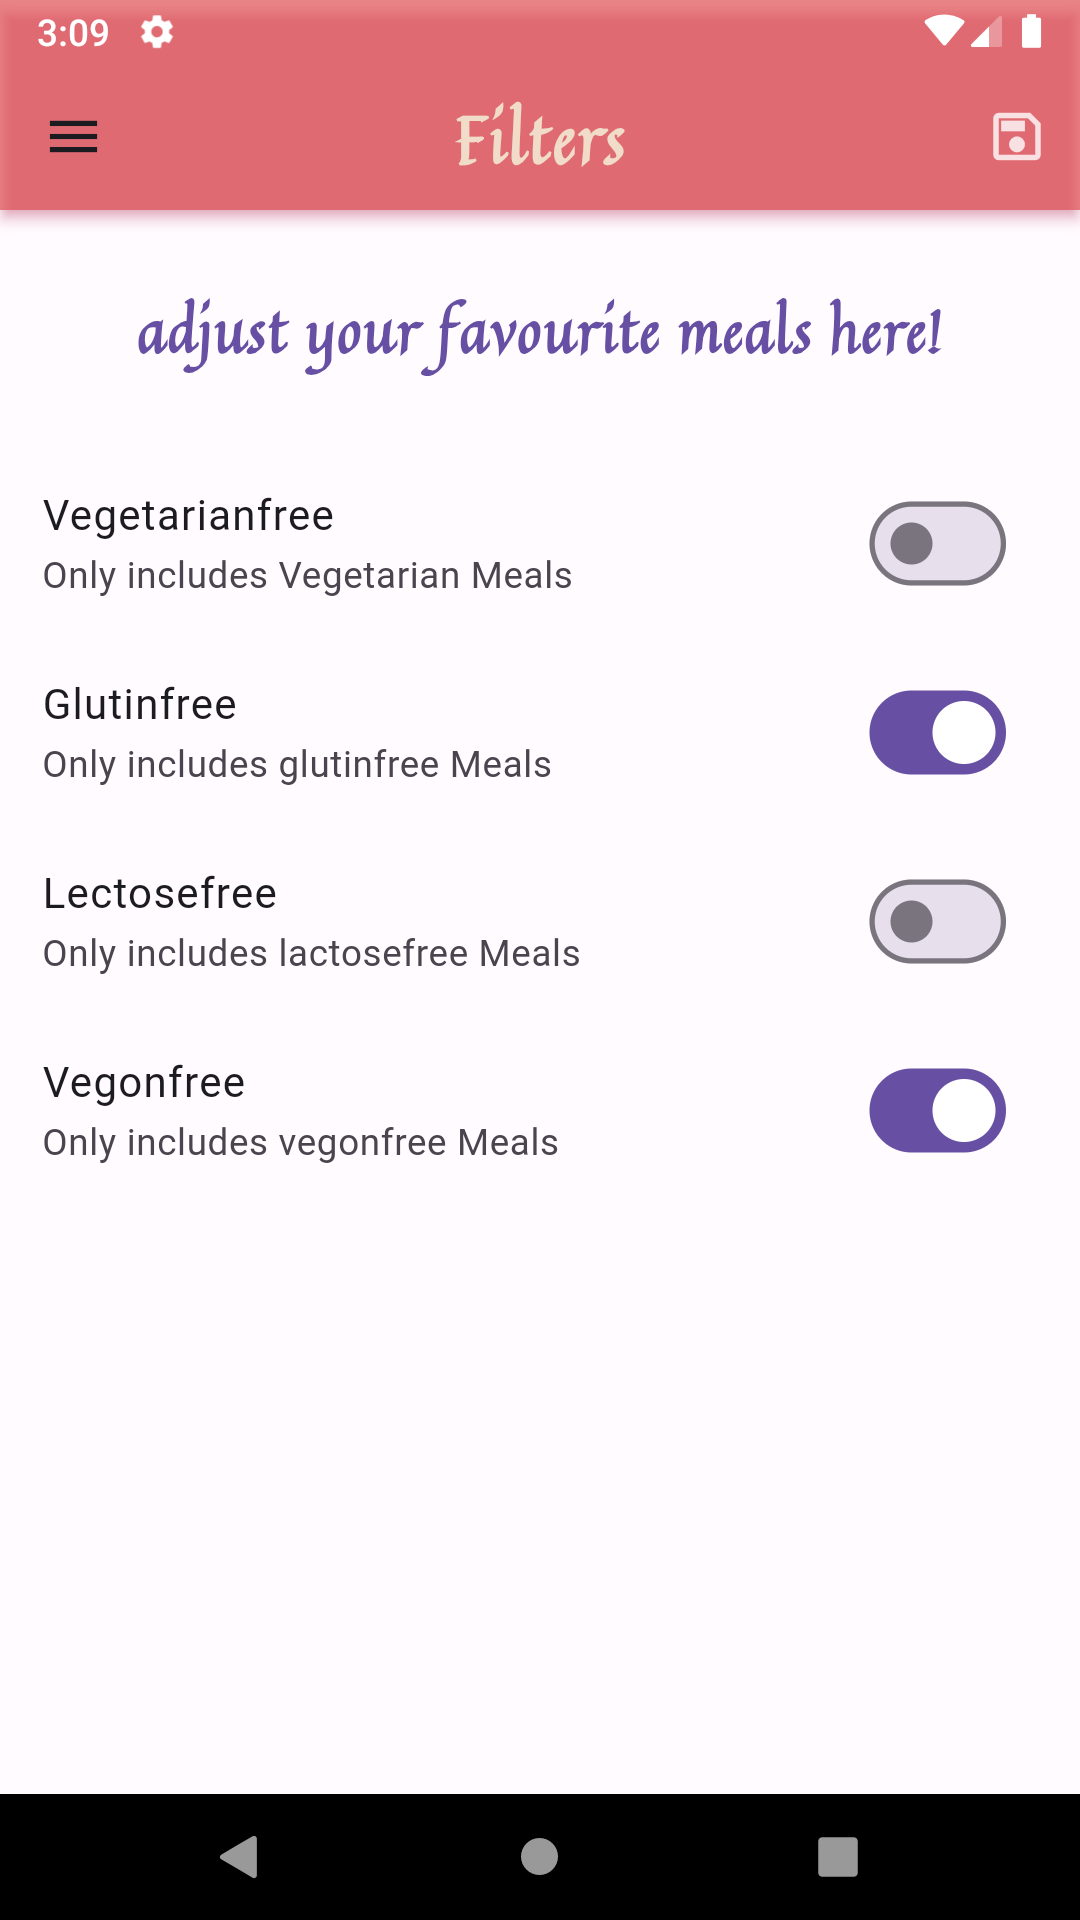 3:09
Filters
adjust your favourite meals here!
Vegetarianfree
Only includes Vegetarian Meals
Glutinfree
Only includes glutinfree Meals
Lectosefree
Only includes lactosefree Meals
Vegonfree
Only includes vegonfree Meals